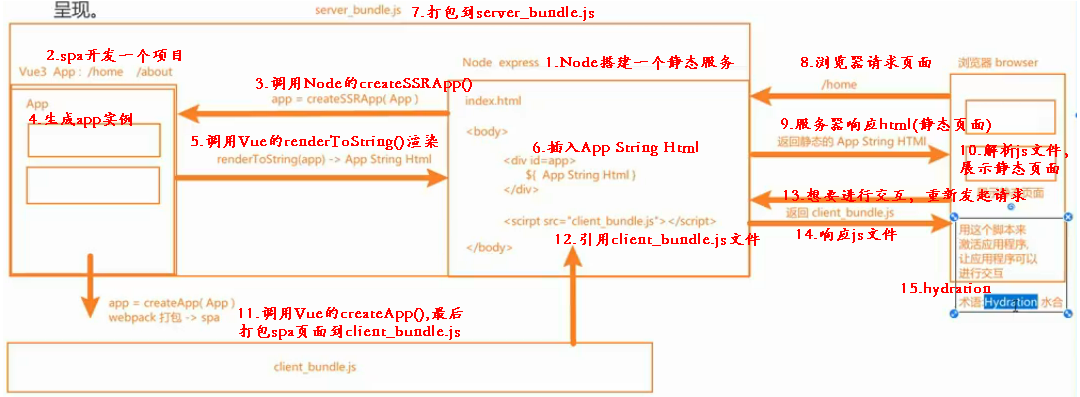 呈现。
server_bundle.js
7.打包到server_bundle.js
2.spa开发一个项目
Vue3 App : /home /about
Node express
1.Node搭建一个静态服务
8.浏览器请求页面
浏览器 browser
3.调用Node的createSSRApp()
app = createSSRApp( App )
/home
App
4.生成app实例
index.html
<body>
<div id=app>
${ App String Html }
</div>
<scirpt src="client_bundle.js"></script>
</body>
5.调用Vue的renderToString()渲染
renderToString(app) -> App String Html
6.插入App String Html
9.服务器响应html(静态页面)
返回静态的 App String HTMl
10.解析js文件，
展示静态页面
页面
13.想要进行交互，重新发起请求
返回 client_bundle.js
14.响应js文件
12.引用client_bundle.js文件
用这个脚本来
激活应用程序,
让应用程序可以
进行交互
15.hydration
术语:Hydration 水合
app = createApp( App )
webpack 打包 -> spa
11.调用Vue的createApp(),最后
打包spa页面到client_bundle.js
client_bundle.js